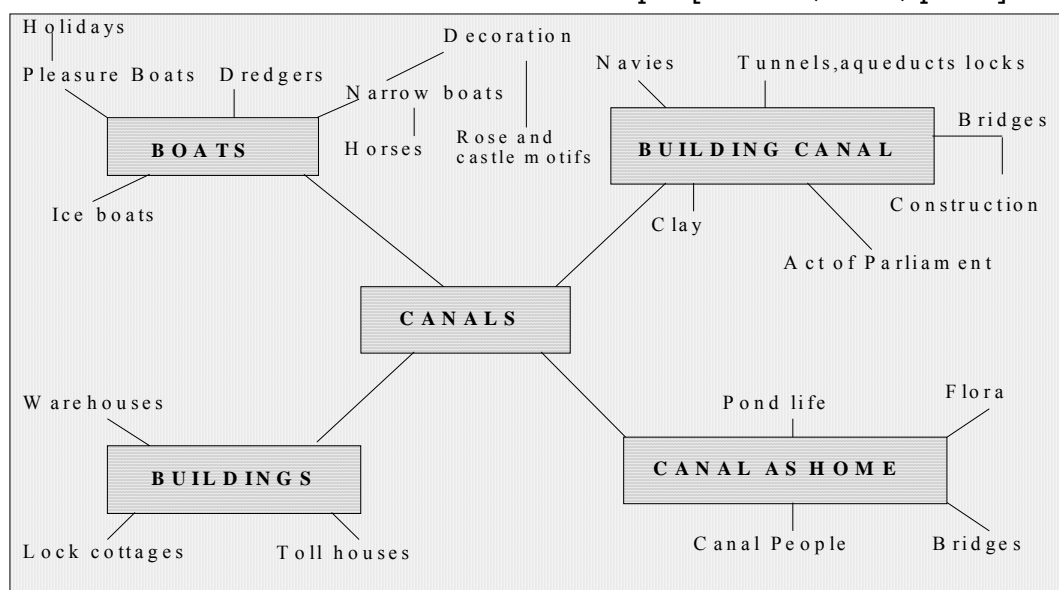 Holidays
Decoration
Pleasure Boats
Dredgers
Narrow boats
Horses
Rose and
castle motifs
BOATS
Ice boats
Navies
Tunnels,aqueducts locks
Bridges
BUILDING CANAL
Construction
Clay
Act of Parliament
CANALS
Warehouses
BUILDINGS
Lock cottages
Toll houses
Pond life
Flora
CANAL AS HOME
Canal People
Bridges